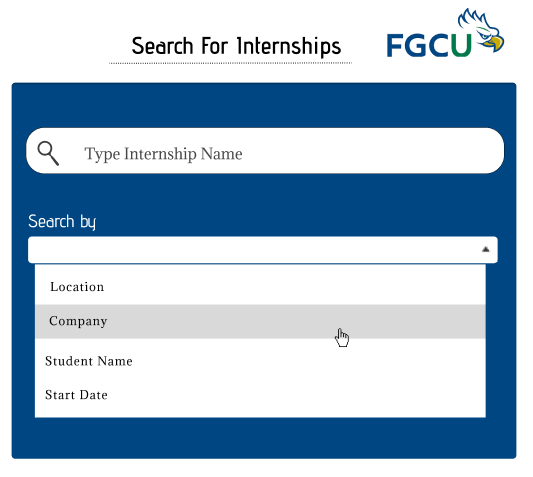 Search For Internships
FGCU
Type Internship Name
Search by
Location
Company
Student Name
Start Date